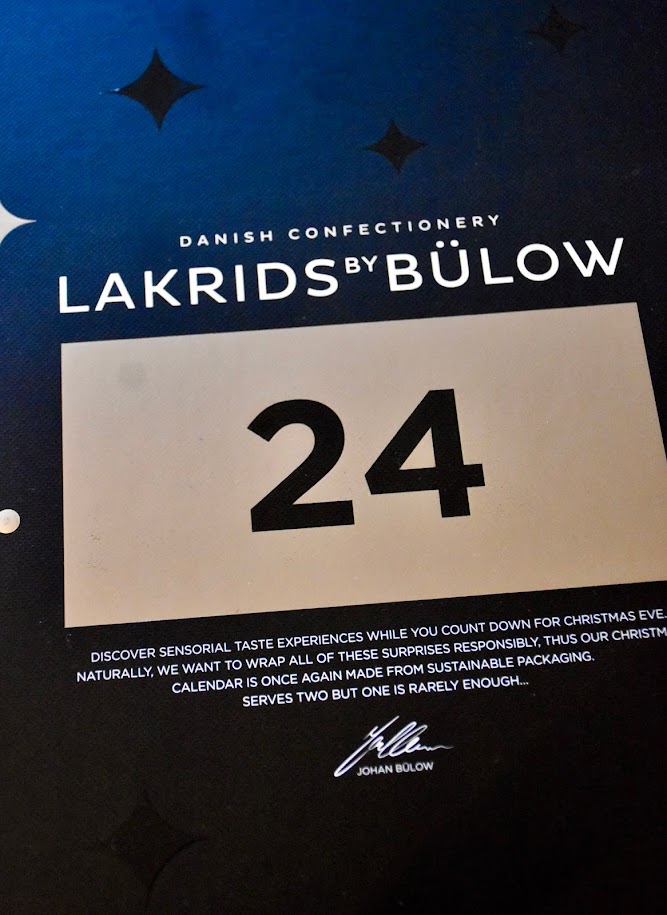 DANISH CONFECTIONERY
LAKRIDS BY BÜLOW
24
DISCOVER SENSORIAL TASTE EXPERIENCES WHILE YOU COUNT DOWN FOR CHRISTMAS EVE.
NATURALLY, WE WANT TO WRAP ALL OF THESE SURPRISES RESPONSIBLY, THUS OUR CHRISTM
CALENDAR IS ONCE AGAIN MADE FROM SUSTAINABLE PACKAGING.
SERVES TWO BUT ONE IS RARELY ENOUGH...
JOHAN BÜLOW